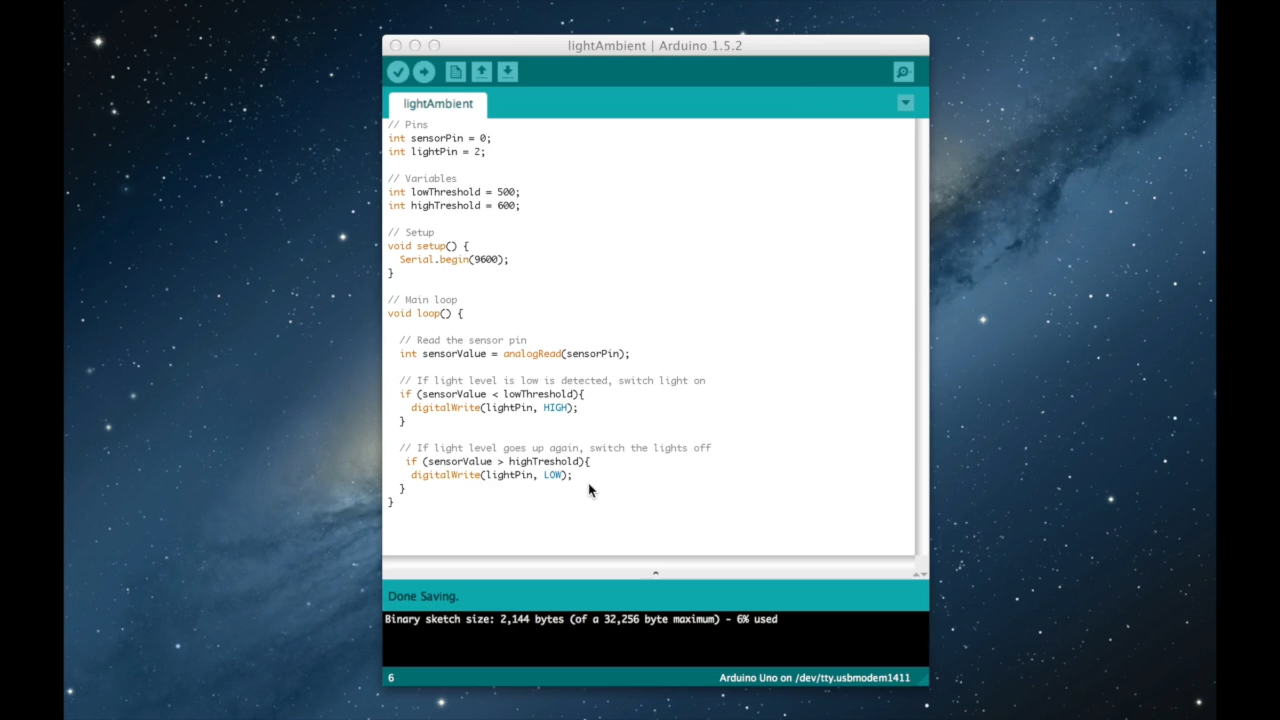 lightAmbient | Arduino 1.5.2
lightAmbient
// Pins
int sensorPin = 0;
int lightPin = 2;
// Variables
int lowThreshold = 500;
int highTreshold = 600;
// Setup
void setup() {
Serial.begin(9600);
}
// Main loop
void loop() {
// Read the sensor pin
int sensorValue = analogRead(sensorPin);
// If light level is low is detected, switch light on
if (sensorValue < lowThreshold){
digitalWrite(lightPin, HIGH);
}
// If light level goes up again, switch the lights off
if (sensorValue > highTreshold){
digitalWrite(lightPin, LOW);
}
}
Done Saving.
Binary sketch size: 2,144 bytes (of a 32,256 byte maximum) - 6% used
6
Arduino Uno on /dev/tty.usbmodem1411